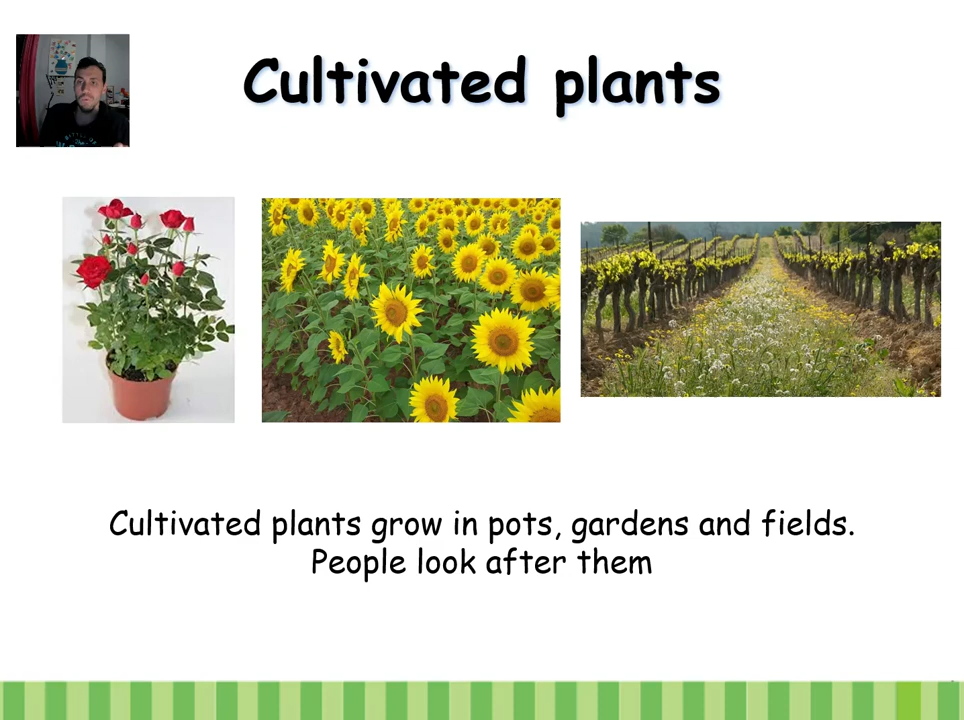 Cultivated plants
Cultivated plants grow in pots, gardens and fields.
People look after them